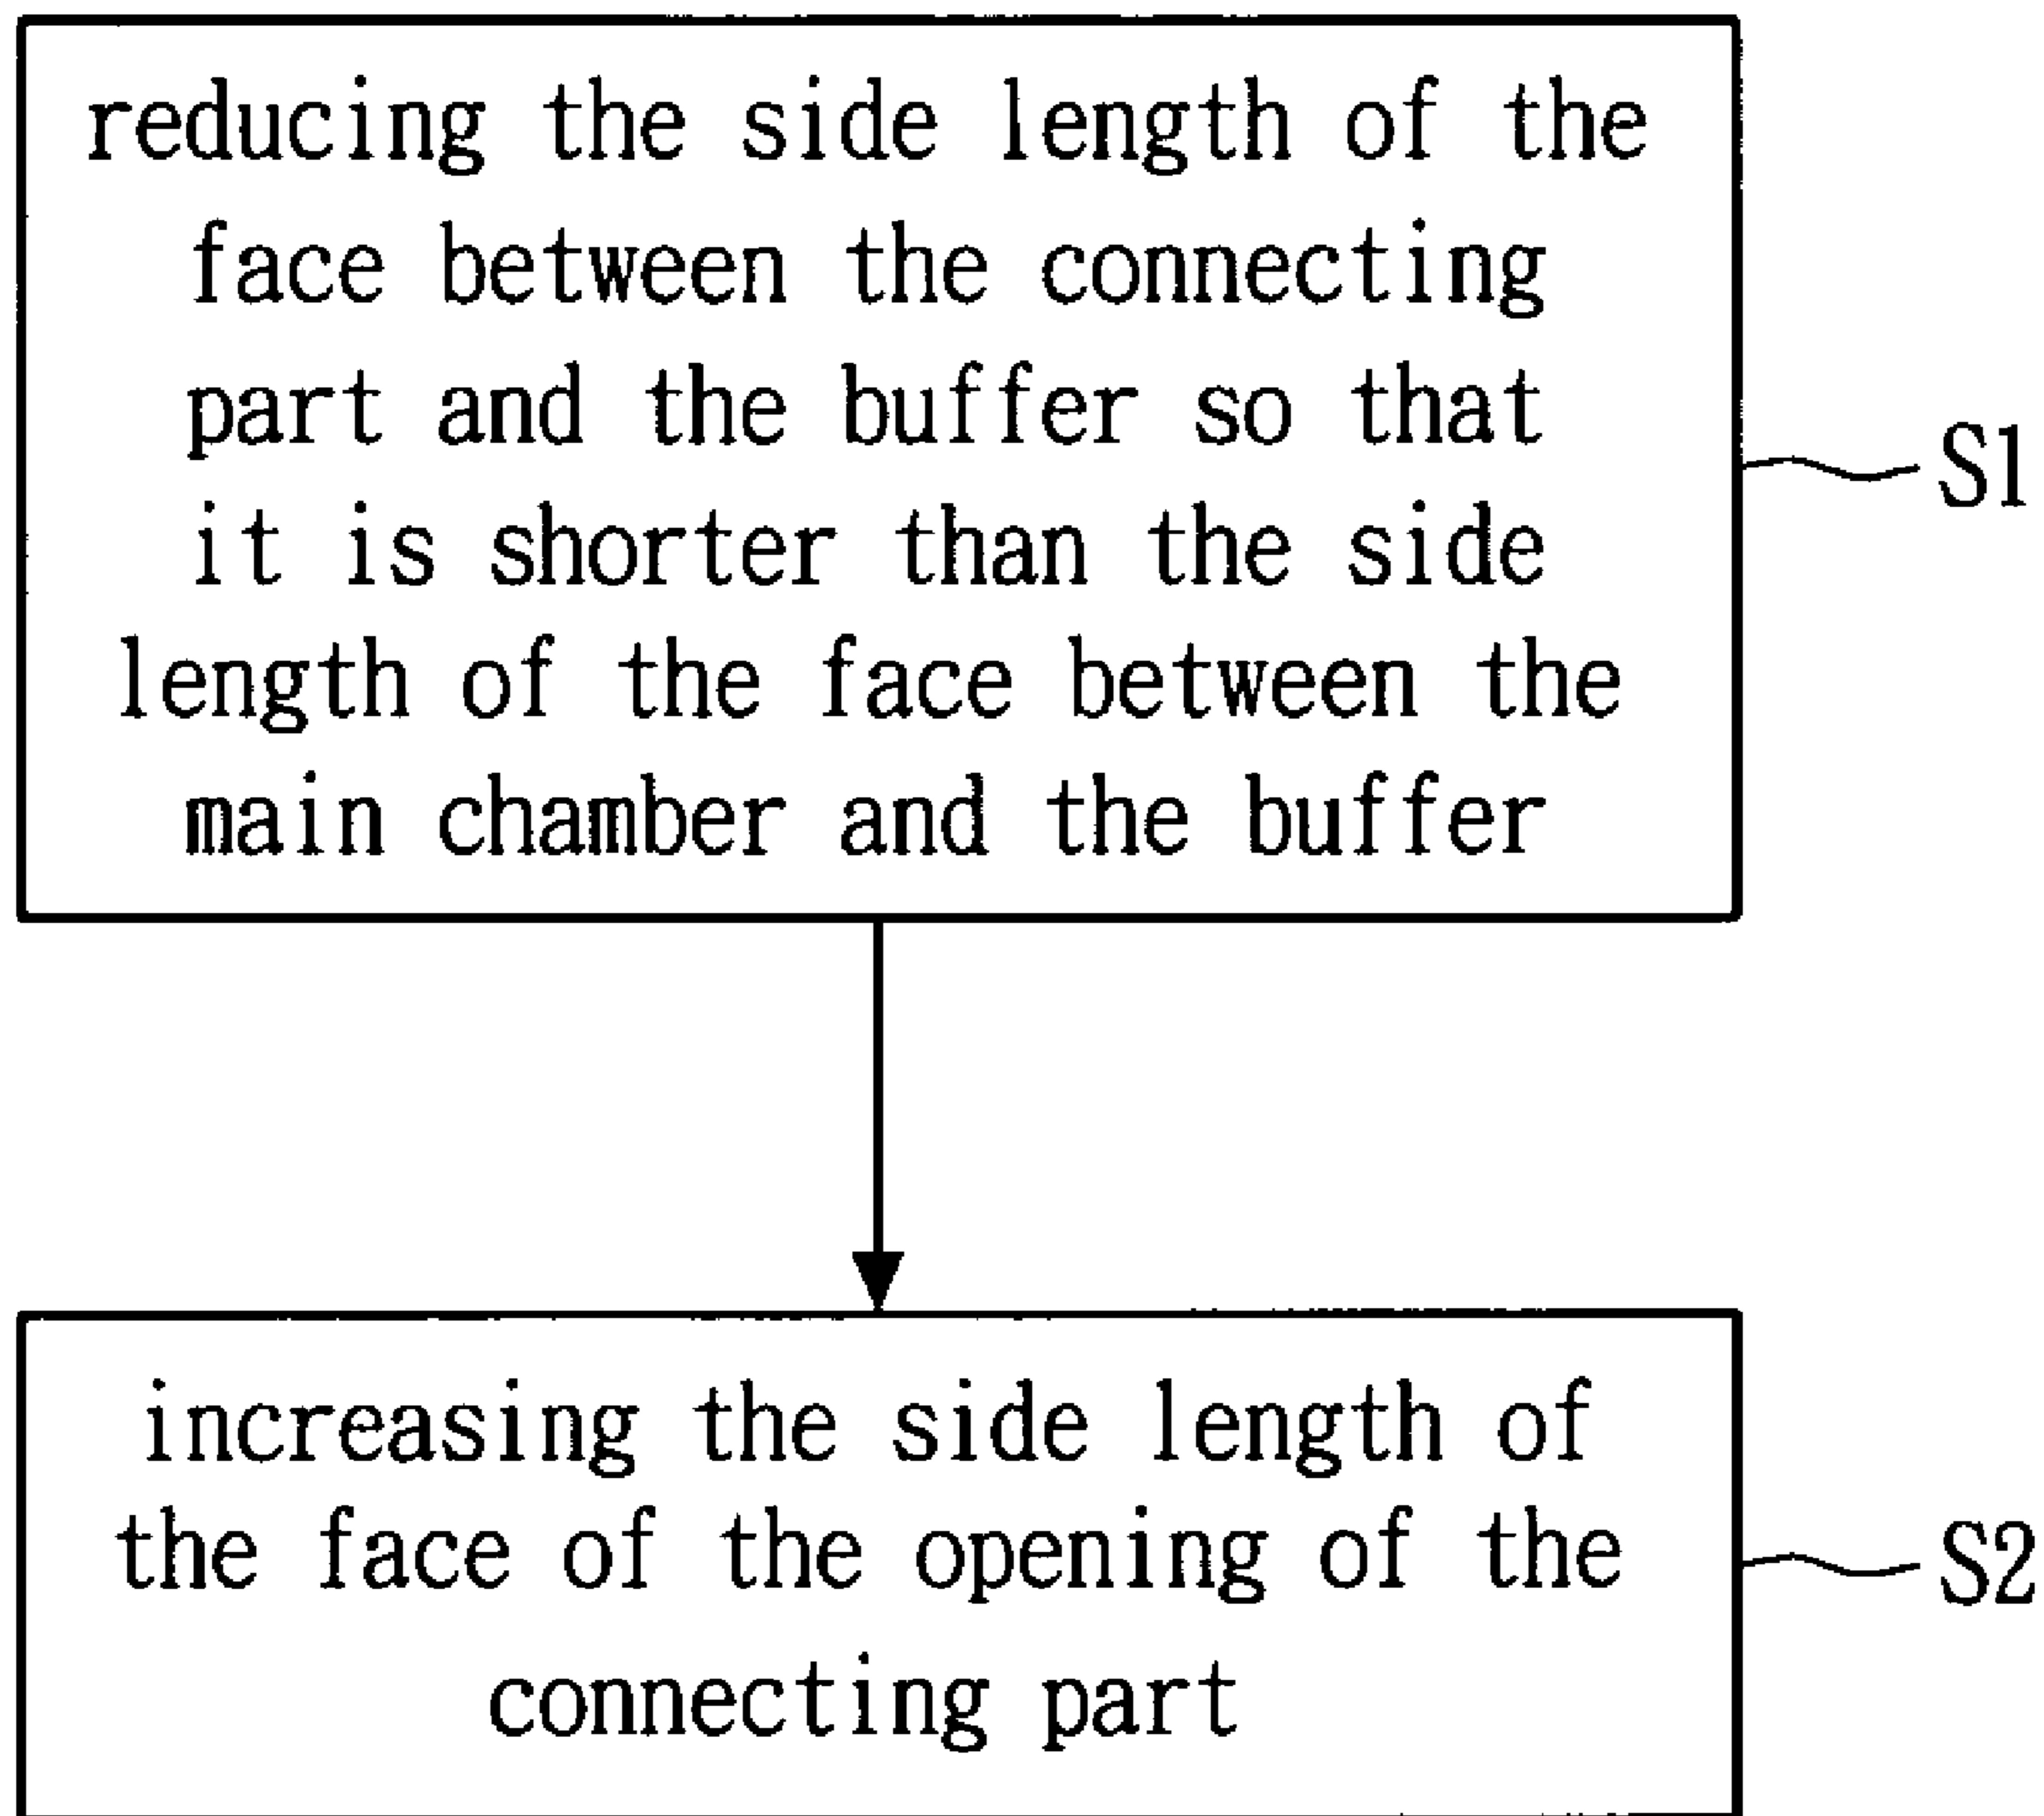 reducing the side length of the
face between the connecting
part and the buffer so that
it is shorter than the side
length of the face between the
main chamber and the buffer
S1
increasing the side length of
the face of the opening of the
connecting part
S2